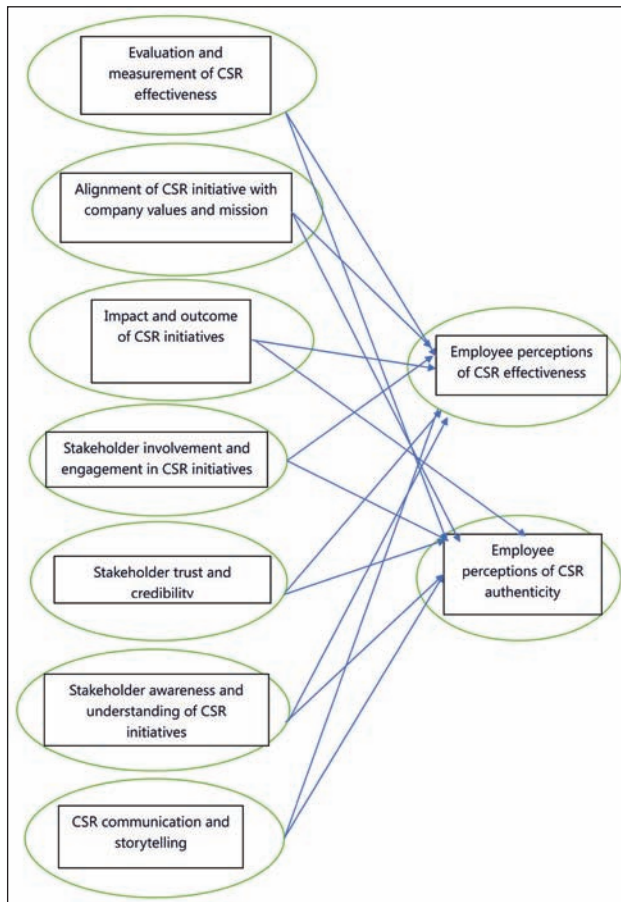 Evaluation and
measurement of CSR
effectiveness
Alignment of CSR initiative with
company values and mission
Impact and outcome
of CSR initiatives
Employee perceptions
of CSR effectiveness
Stakeholder involvement and
engagement in CSR initiatives
Employee
perceptions of CSR
authenticity
Stakeholder trust and
credibility
Stakeholder awareness and
understanding of CSR
initiatives
CSR communication and
storytelling